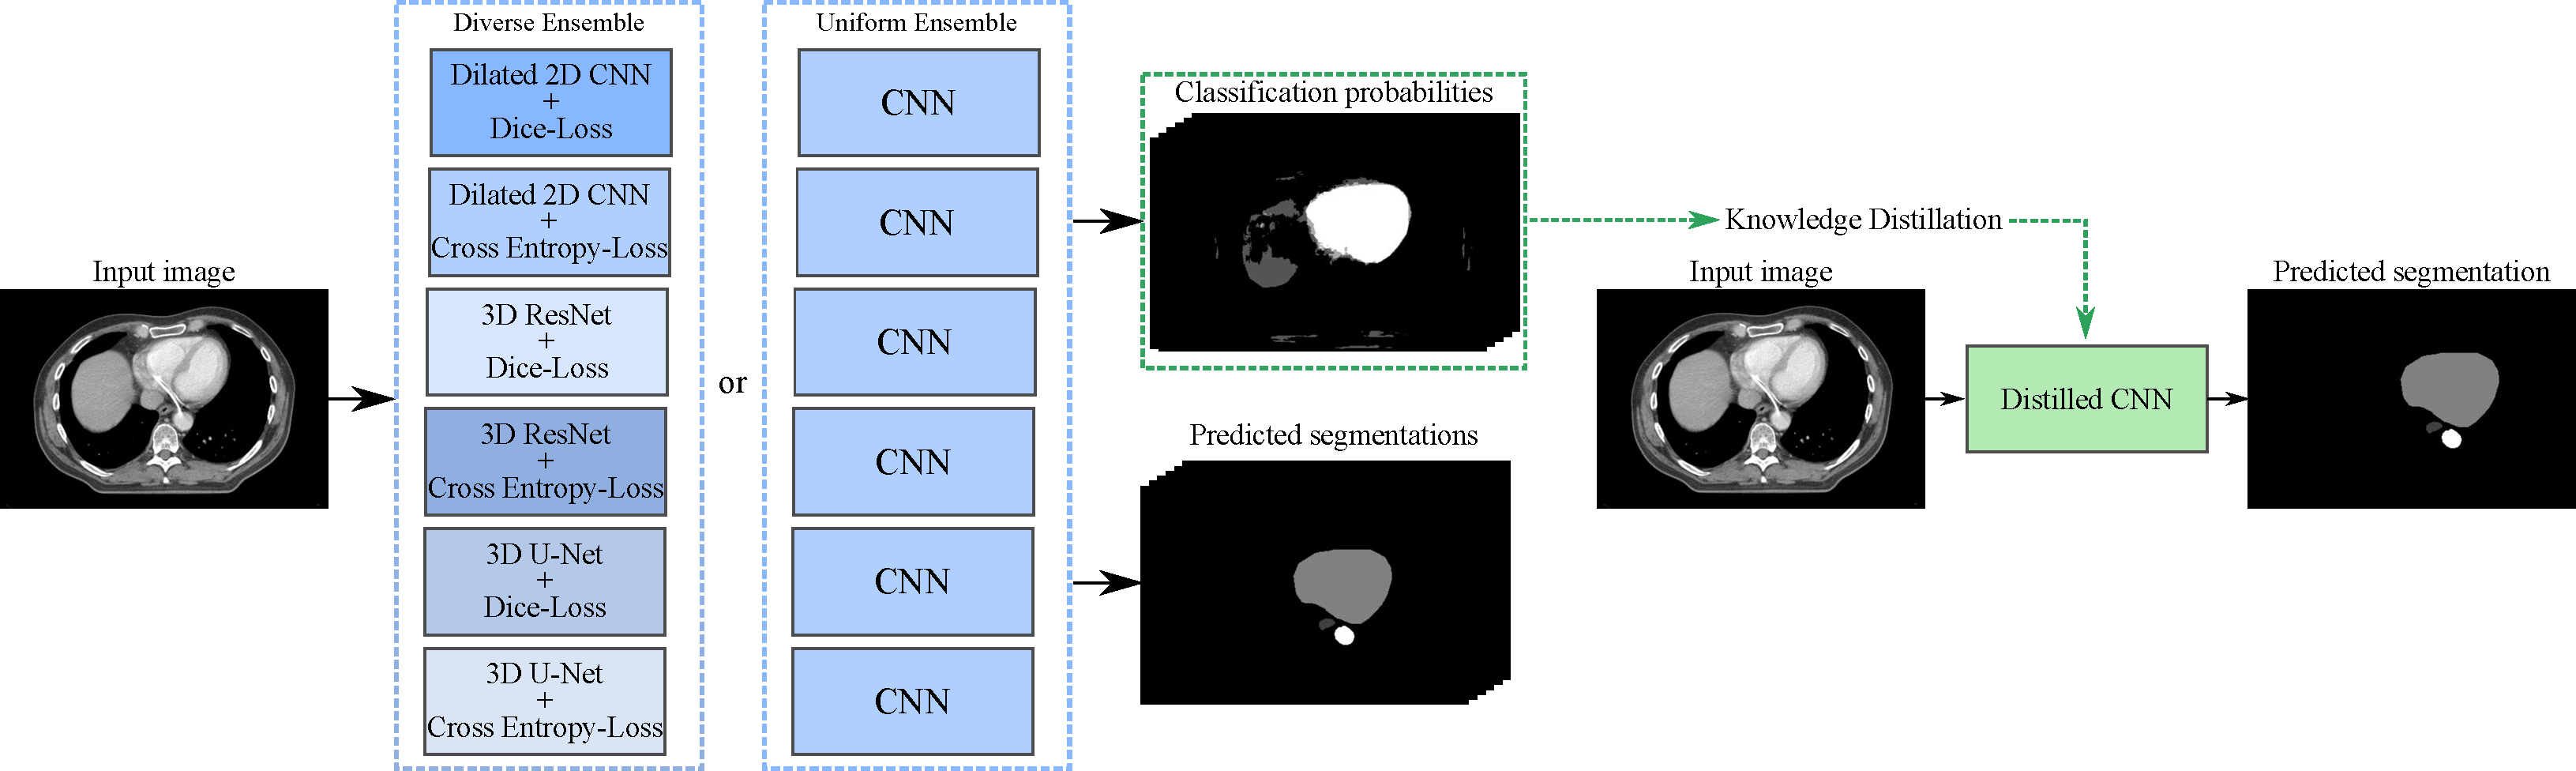 Input image
Diverse Ensemble
Dilated 2D CNN
+
Dice-Loss
Dilated 2D CNN
+
Cross Entropy-Loss
3D ResNet
+
Dice-Loss
3D ResNet
+
Cross Entropy-Loss
3D U-Net
+
Dice-Loss
3D U-Net
+
Cross Entropy-Loss
or
Uniform Ensemble
CNN
CNN
CNN
CNN
CNN
CNN
Classification probabilities
Predicted segmentations
Knowledge Distillation
Input image
Distilled CNN
Predicted segmentation